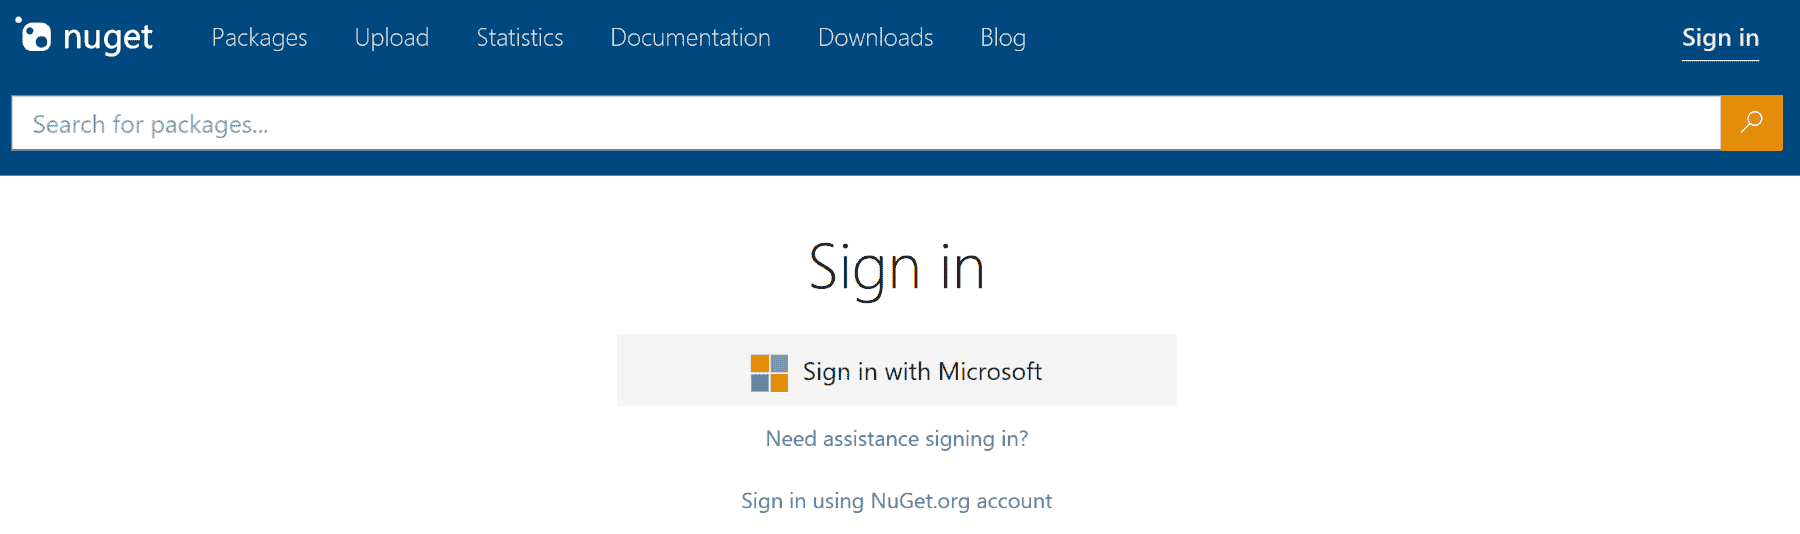 nuget Packages Upload Statistics Documentation Downloads Blog Sign in
Search for packages...
Sign in
Sign in with Microsoft
Need assistance signing in?
Sign in using NuGet.org account